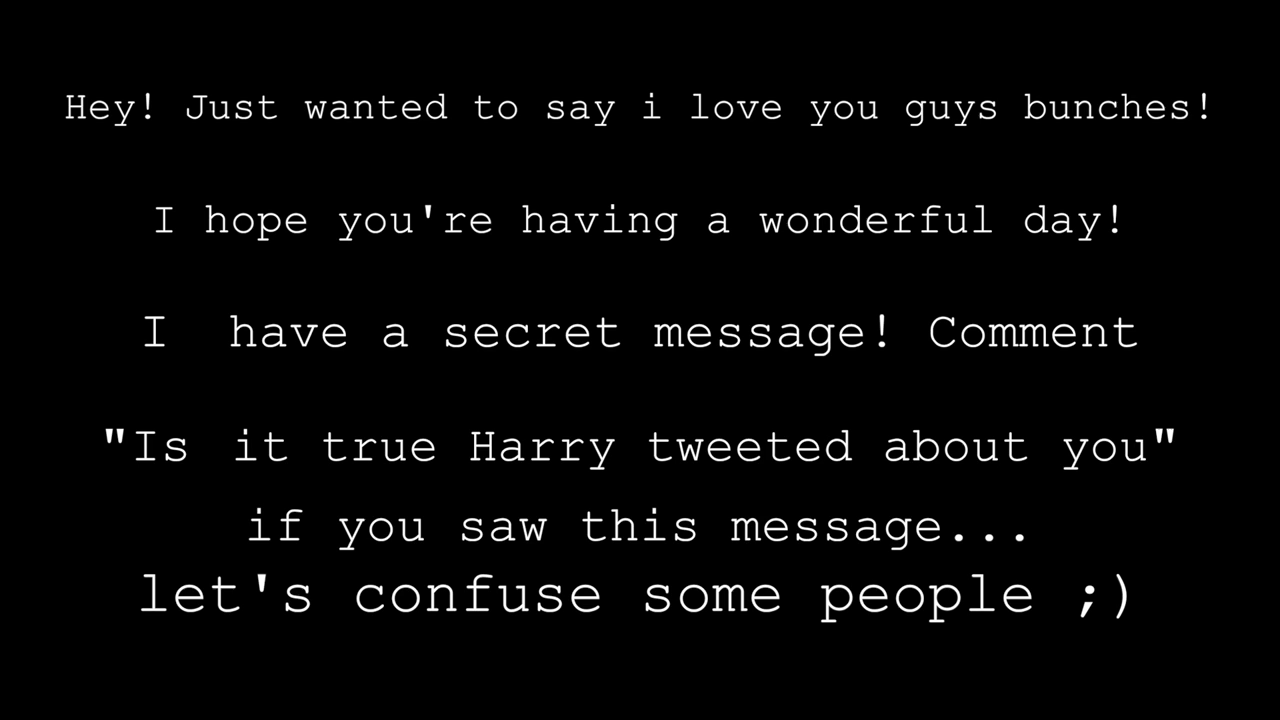 Hey! Just wanted to say i love you guys bunches!
I hope you're having a wonderful day!
I have a secret message! Comment
"Is it true Harry tweeted about you"
if you saw this message...
let's confuse some people ;)